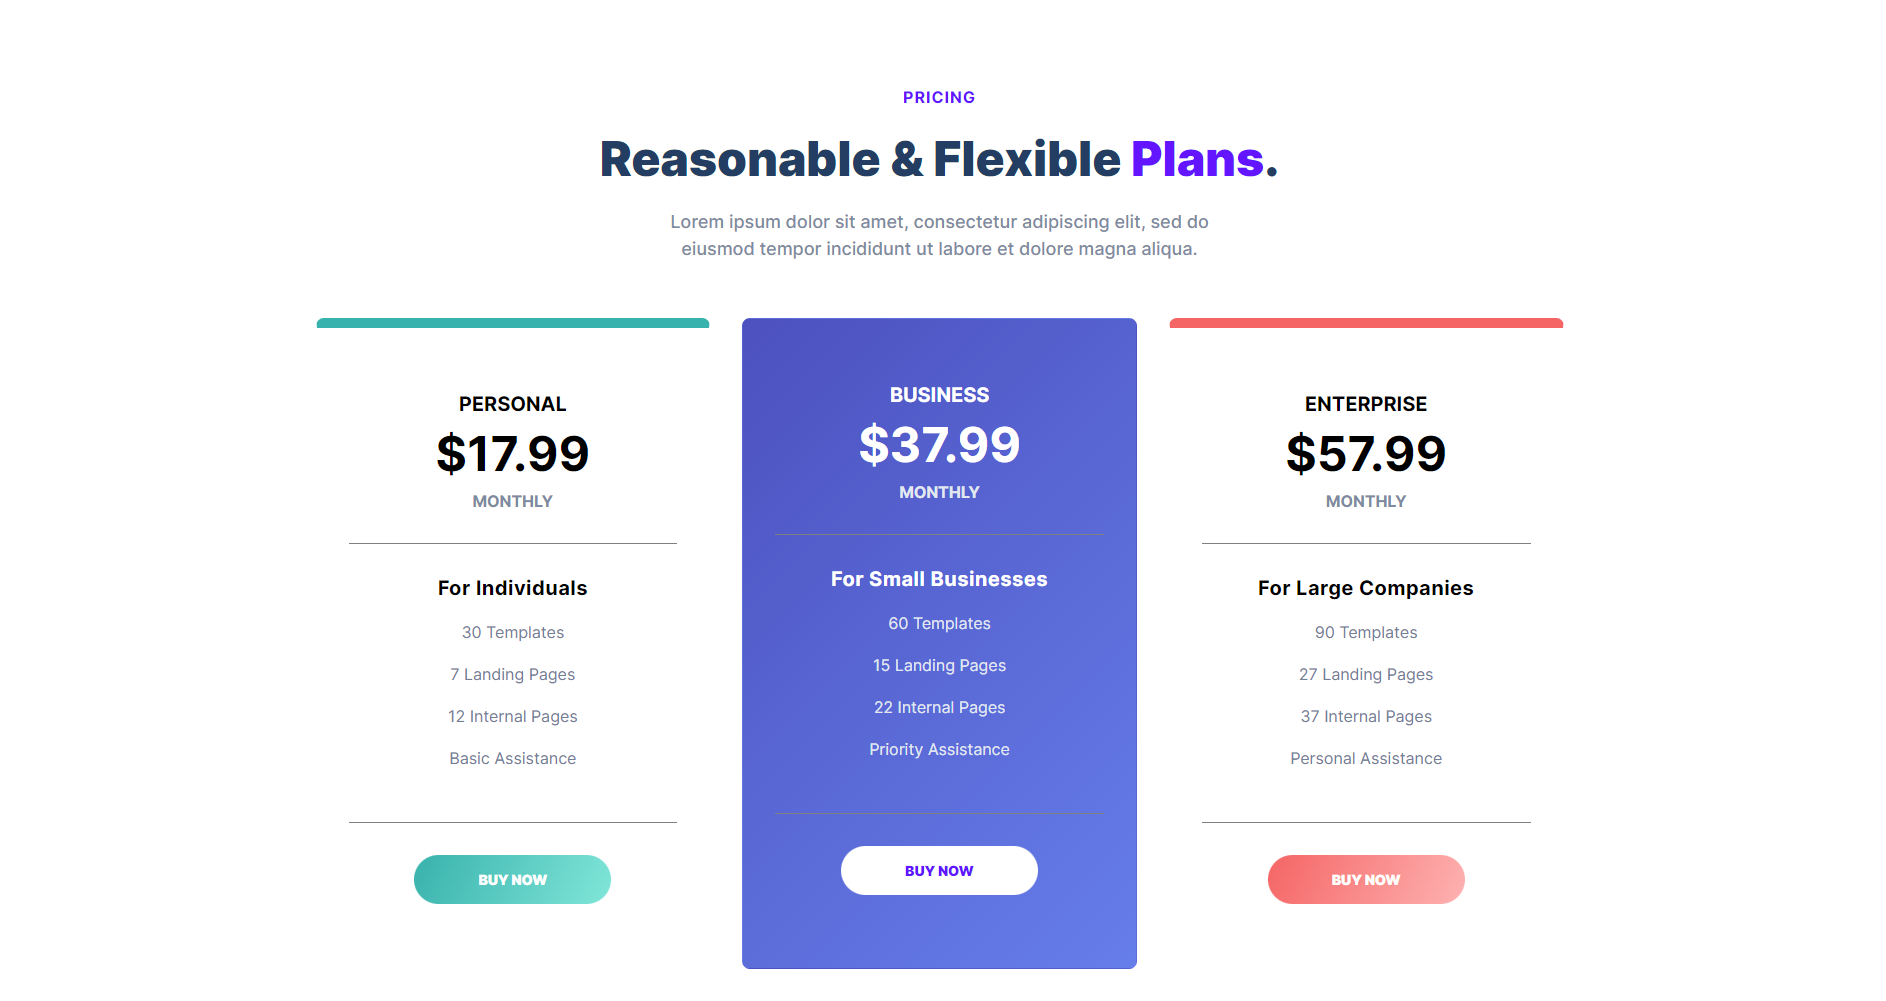 PRICING
Reasonable & Flexible Plans.
Lorem ipsum dolor sit amet, consectetur adipiscing elit, sed do
eiusmod tempor incididunt ut labore et dolore magna aliqua.
PERSONAL
$17.99
MONTHLY
For Individuals
30 Templates
7 Landing Pages
12 Internal Pages
Basic Assistance
BUY NOW
BUSINESS
$37.99
MONTHLY
For Small Businesses
60 Templates
15 Landing Pages
22 Internal Pages
Priority Assistance
BUY NOW
ENTERPRISE
$57.99
MONTHLY
For Large Companies
90 Templates
27 Landing Pages
37 Internal Pages
Personal Assistance
BUY NOW